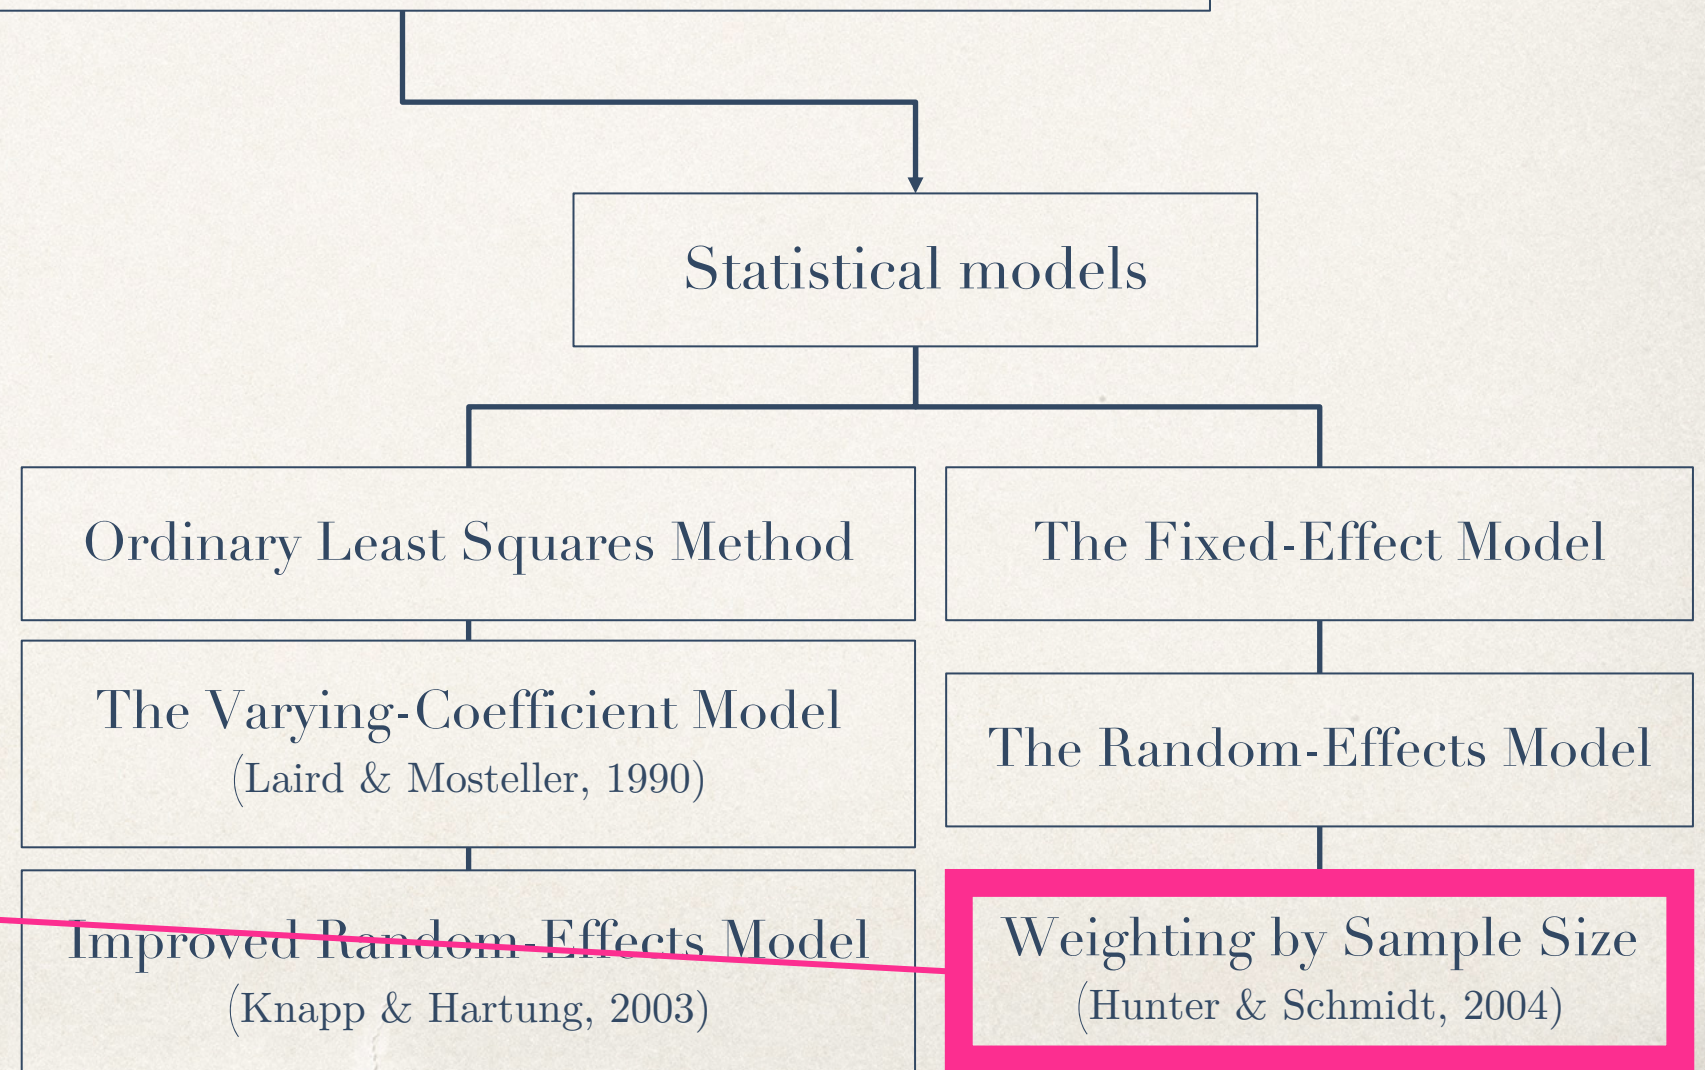 Statistical models
Ordinary Least Squares Method
The Fixed-Effect Model
The Varying-Coefficient Model
(Laird & Mosteller, 1990)
The Random-Effects Model
Improved Random-Effects Model
(Knapp & Hartung, 2003)
Weighting by Sample Size
(Hunter & Schmidt, 2004)